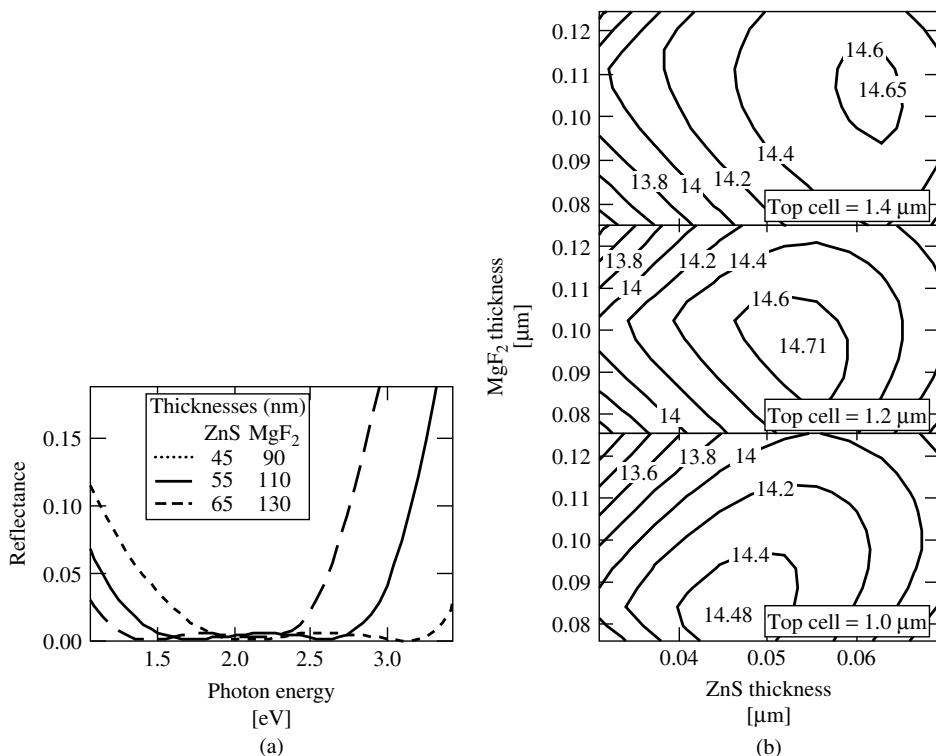 Reflectance
0.15
0.10
0.05
0.00
Thicknesses (nm)
ZnS MgF₂
45 90
55 110
65 130
1.5 2.0 2.5 3.0
Photon energy
[eV]
(a)
MgF₂ thickness
[µm]
0.12
0.11
0.10
0.09
0.08
14.6
14.65
14.4
14.2
14
13.8
Top cell = 1.4 µm
0.12
0.11
0.10
0.09
0.08
13.8
14
14.2
14.4
14.6
14.71
14
Top cell = 1.2 µm
0.12
0.10
0.09
0.08
13.6
13.8
14
14.2
14.4
14.48
Top cell = 1.0 µm
0.04 0.05 0.06
ZnS thickness
[µm]
(b)